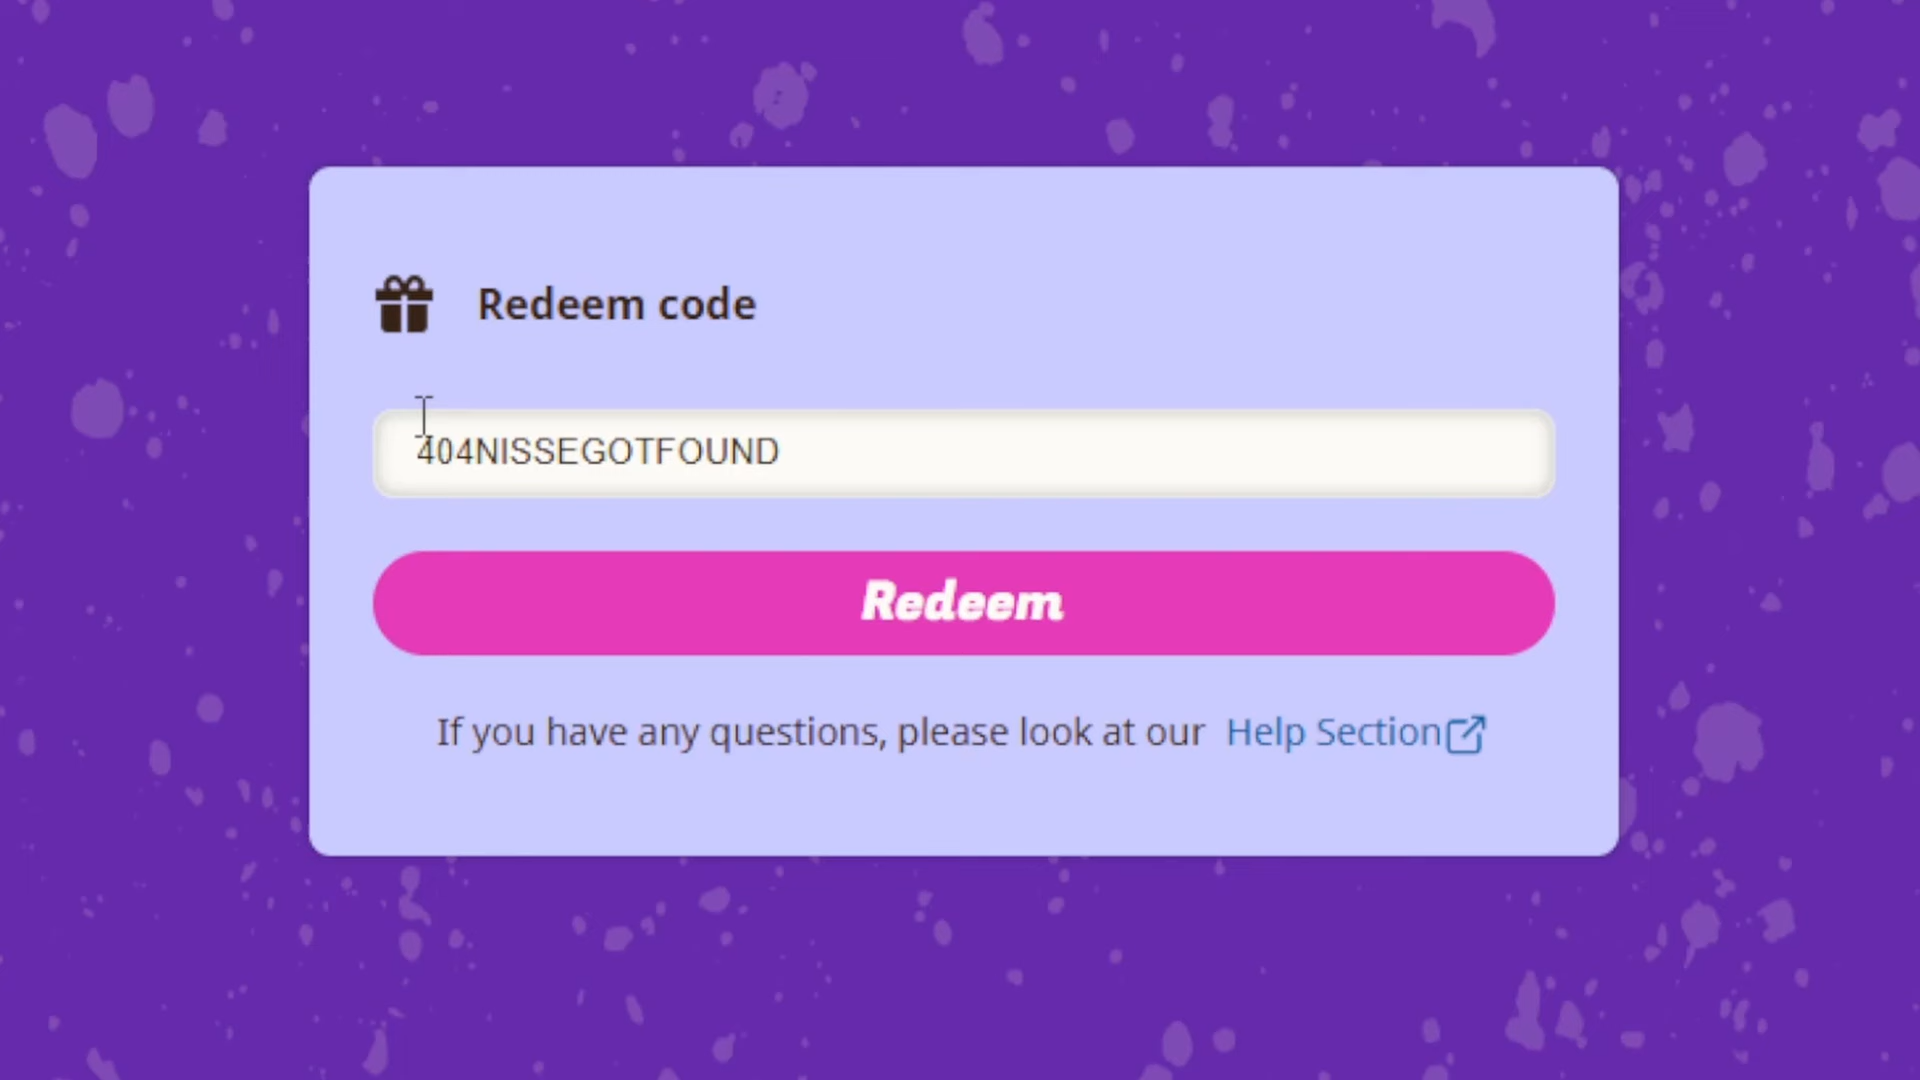 Redeem code
404NISSEGOTFOUND
Redeem
If you have any questions, please look at our Help Section